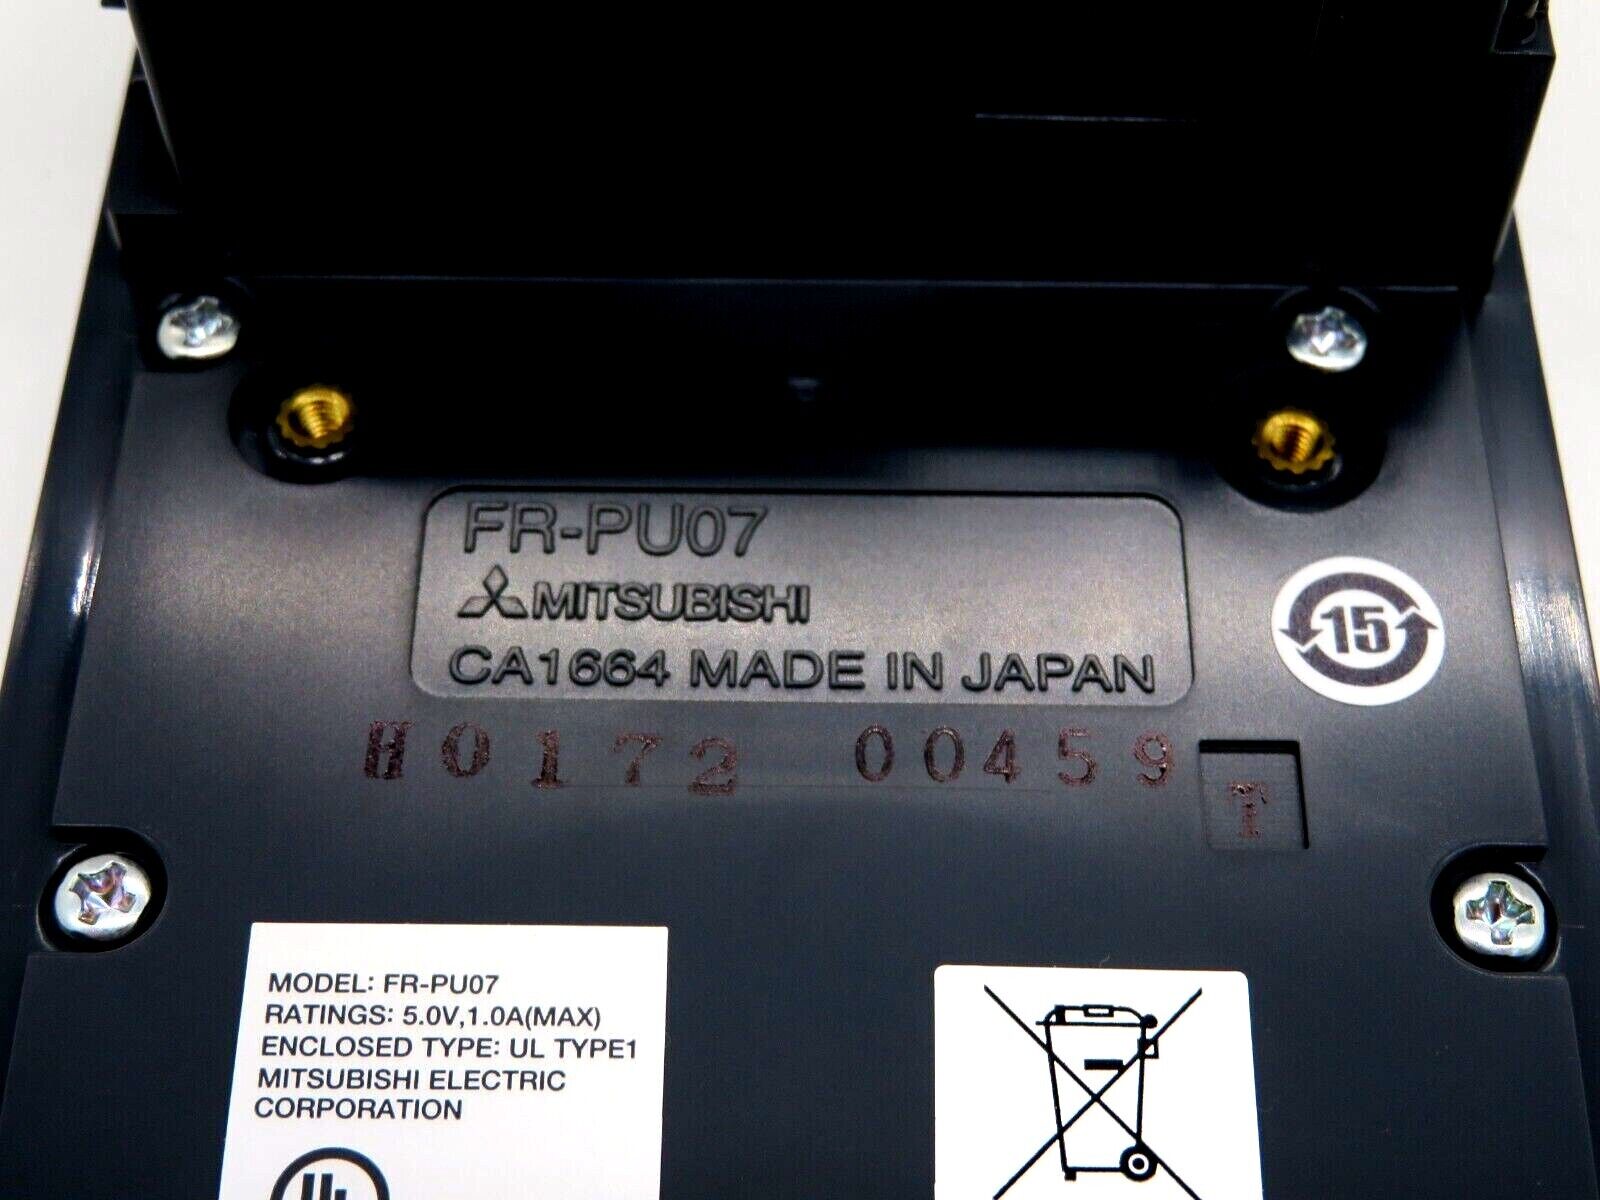 FR-PU07
MITSUBISHI
CA1664 MADE IN JAPAN
15
H0172 00459
T
MODEL: FR-PU07
RATINGS: 5.0V,1.0A(MAX)
ENCLOSED TYPE: UL TYPE1
MITSUBISHI ELECTRIC
CORPORATION
UL